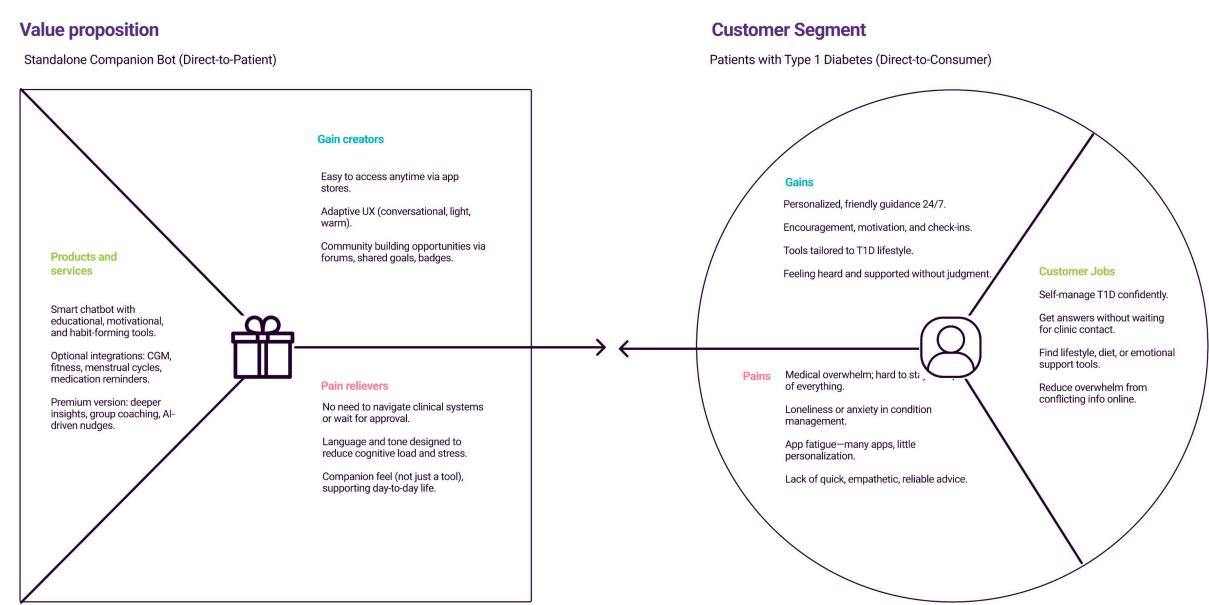 Value proposition
Standalone Companion Bot (Direct-to-Patient)
Gain creators
Easy to access anytime via app
stores.
Adaptive UX (conversational, light,
warm).
Community building opportunities via
forums, shared goals, badges.
Products and
services
Smart chatbot with
educational, motivational,
and habit-forming tools.
Optional integrations: CGM,
fitness, menstrual cycles,
medication reminders.
Premium version: deeper
insights, group coaching, AI-
driven nudges.
Pain relievers
No need to navigate clinical systems
or wait for approval.
Language and tone designed to
reduce cognitive load and stress.
Companion feel (not just a tool),
supporting day-to-day life.
Customer Segment
Patients with Type 1 Diabetes (Direct-to-Consumer)
Gains
Personalized, friendly guidance 24/7.
Encouragement, motivation, and check-ins.
Tools tailored to T1D lifestyle.
Feeling heard and supported without judgment.
Customer Jobs
Self-manage T1D confidently.
Get answers without waiting
for clinic contact.
Find lifestyle, diet, or emotional
support tools.
Reduce overwhelm from
conflicting info online.
Pains
Medical overwhelm; hard to
of everything.
Loneliness or anxiety in condition
management.
App fatigue—many apps, little
personalization.
Lack of quick, empathetic, reliable advice.